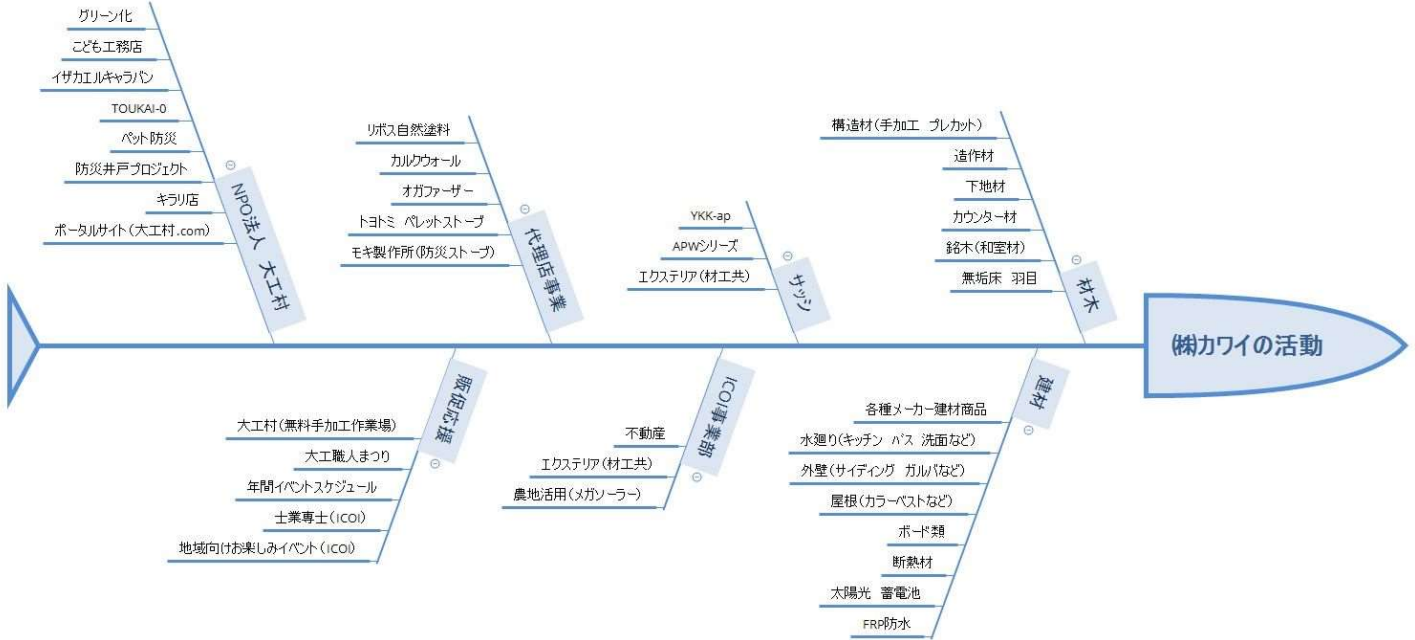 グリーン化
こども工務店
イザカエルキャラバン
TOUKAI-0
ペット防災
防災井戸プロジェクト
キラリ店
ポータルサイト(大工村.com)
NPO法人 大工村
リボス自然塗料
カルクウォール
オガファーザー
トヨトミ ペレットストーブ
モキ製作所(防災ストーブ)
代理店事業
YKK-ap
APWシリーズ
エクステリア(材工共)
サッシ
構造材(手加工 プレカット)
造作材
下地材
カウンター材
銘木(和室材)
無垢床 羽目
材木
㈱カワイの活動
販促応援
大工村(無料手加工作業場)
大工職人まつり
年間イベントスケジュール
士業専士(ICOI)
地域向けお楽しみイベント(ICOI)
ICOI事業部
不動産
エクステリア(材工共)
農地活用(メガソーラー)
建材
各種メーカー建材商品
水廻り(キッチン バス 洗面など)
外壁(サイディング ガルバなど)
屋根(カラーベストなど)
ボード類
断熱材
太陽光 蓄電池
FRP防水